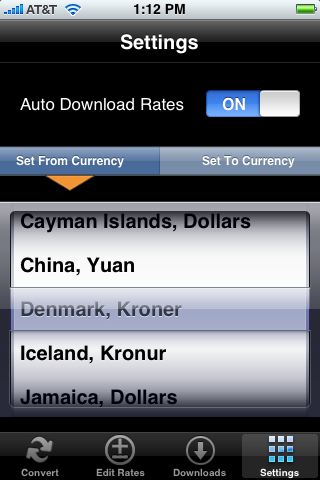 AT&T 1:12 PM
Settings
Auto Download Rates ON
Set From Currency Set To Currency
Cayman Islands, Dollars
China, Yuan
Denmark, Kroner
Iceland, Kronur
Jamaica, Dollars
Convert Edit Rates Downloads Settings